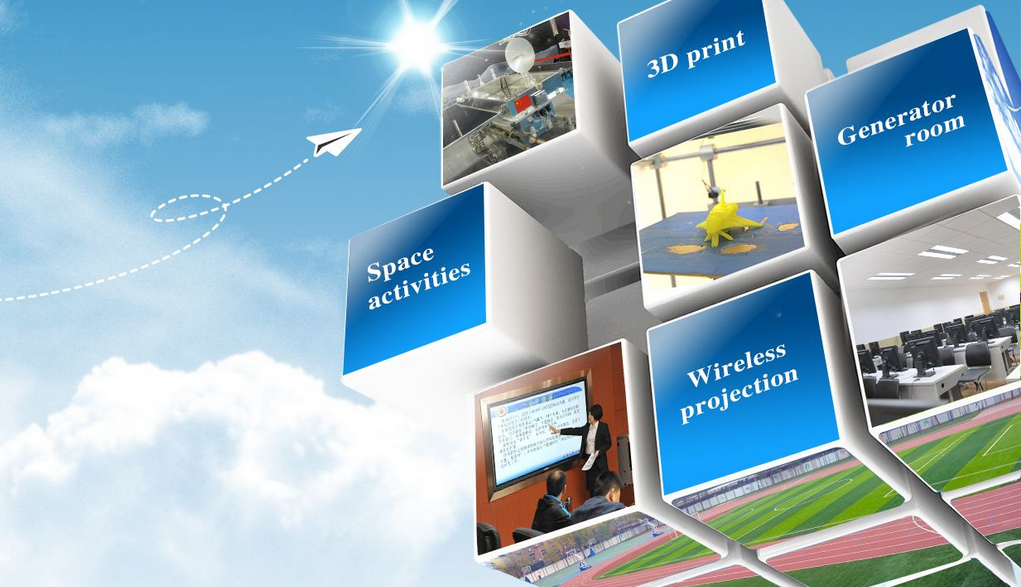 3D print
Generator
room
Space
activities
Wireless
projection